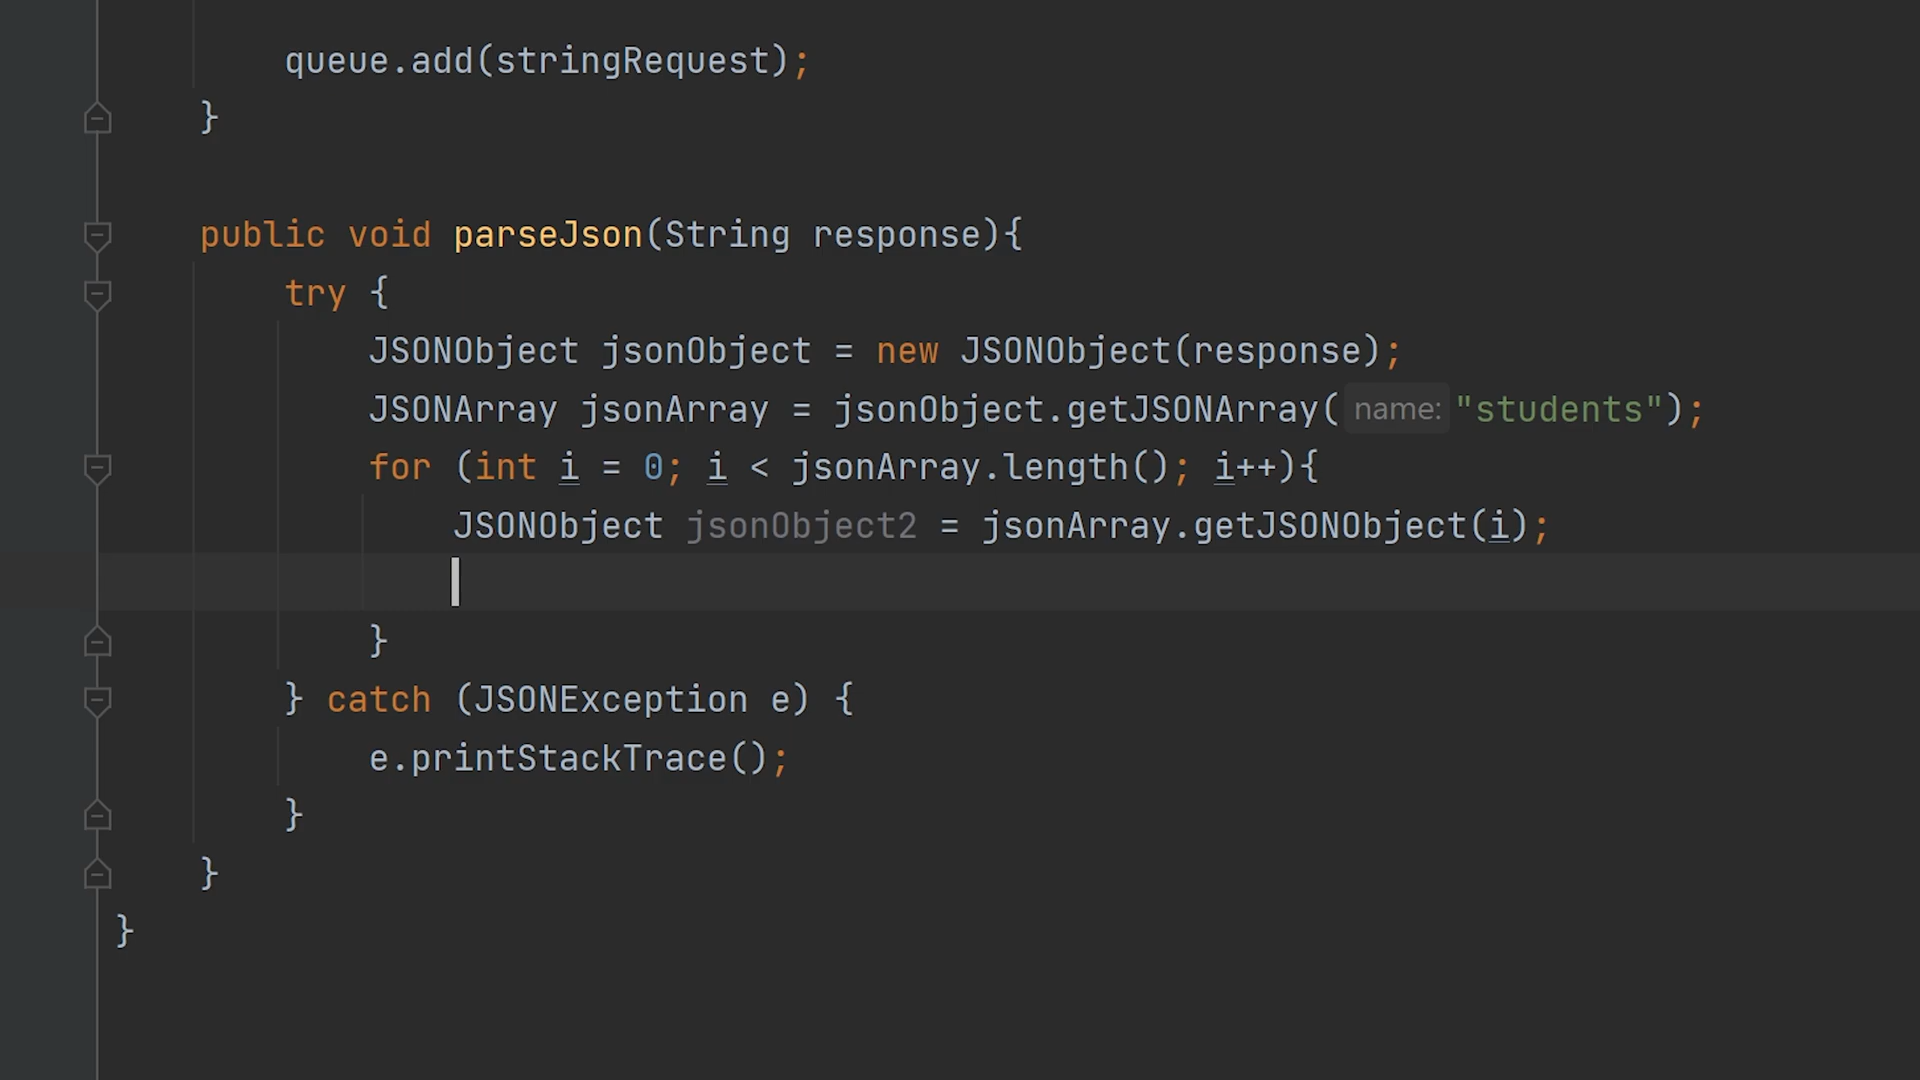 queue.add(stringRequest);
}
public void parseJson(String response){
try {
JSONObject jsonObject = new JSONObject(response);
JSONArray jsonArray = jsonObject.getJSONArray( name: "students");
for (int i = 0; i < jsonArray.length(); i++){
JSONObject jsonObject2 = jsonArray.getJSONObject(i);
}
} catch (JSONException e) {
e.printStackTrace();
}
}
}